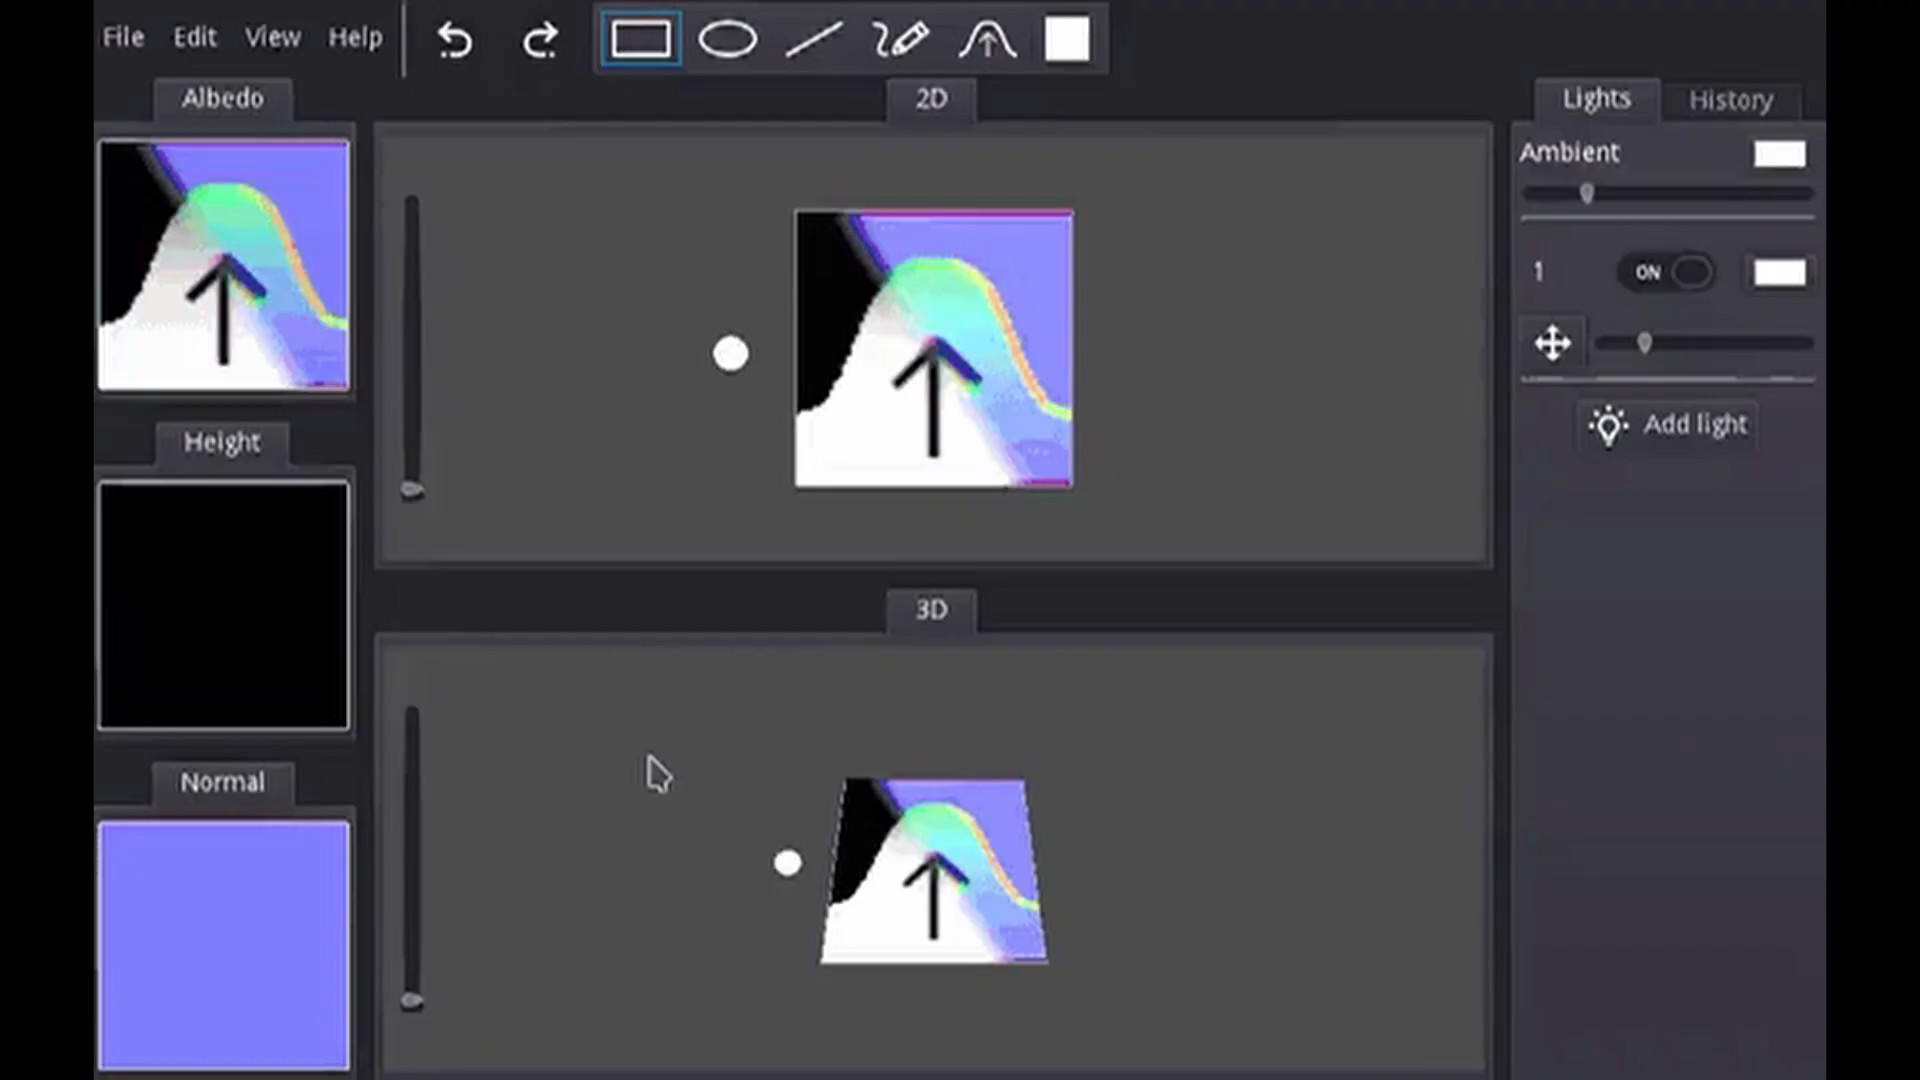 File Edit View Help
Albedo
2D
Lights History
Ambient
1 ON
Add light
Height
3D
Normal